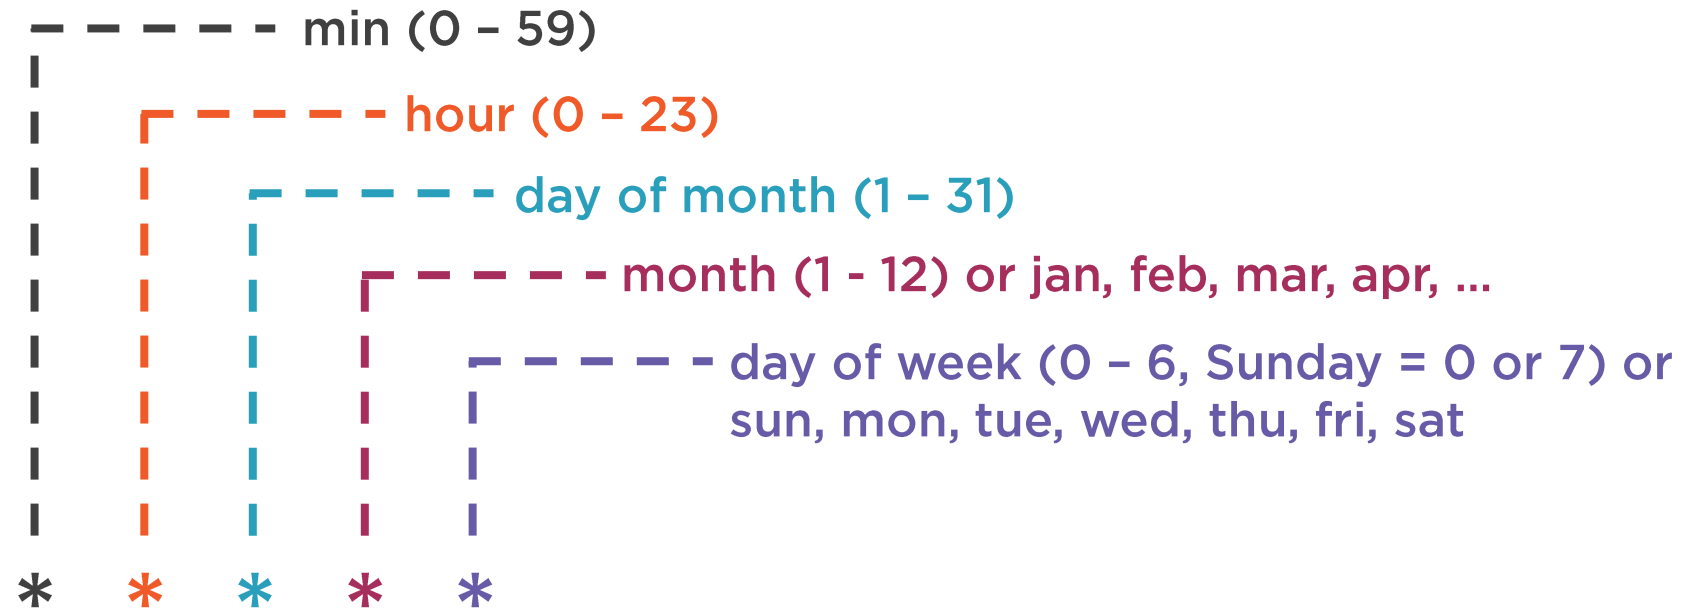 min (0 – 59)
hour (0 – 23)
day of month (1 – 31)
month (1 - 12) or jan, feb, mar, apr, ...
day of week (0 – 6, Sunday = 0 or 7) or
sun, mon, tue, wed, thu, fri, sat
* * * * *